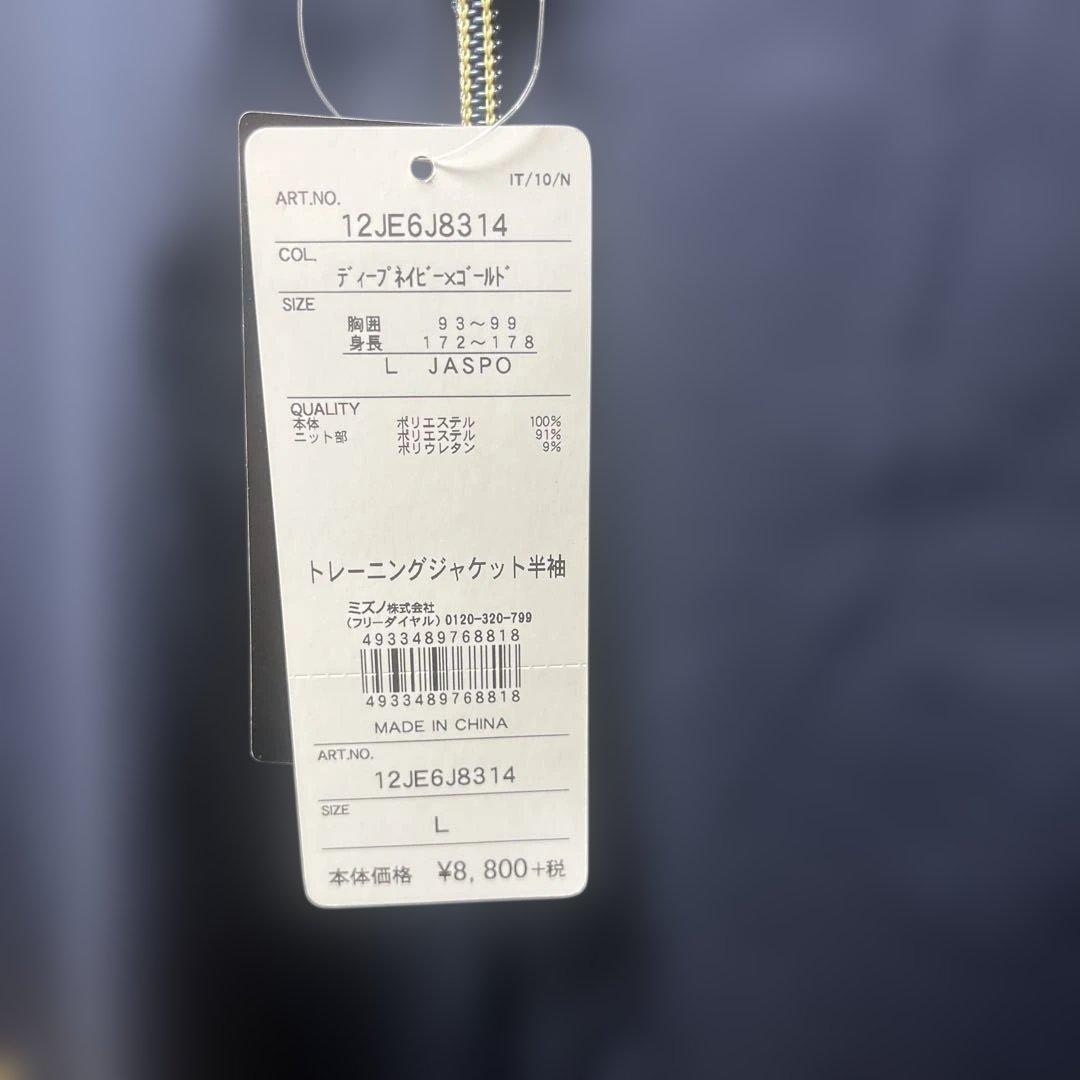 IT/10/N
ART.NO.
12JE6J8314
COL.
ディープネイビー×ゴールド
SIZE
胸囲 93～99
身長 172～178
L JASPO
QUALITY
本体 ポリエステル 100%
ニット部 ポリエステル 91%
ポリウレタン 9%
トレーニングジャケット半袖
ミズノ株式会社
(フリーダイヤル) 0120-320-799
4933489768818
4933489768818
MADE IN CHINA
ART.NO.
12JE6J8314
SIZE
L
本体価格 ¥8,800+税